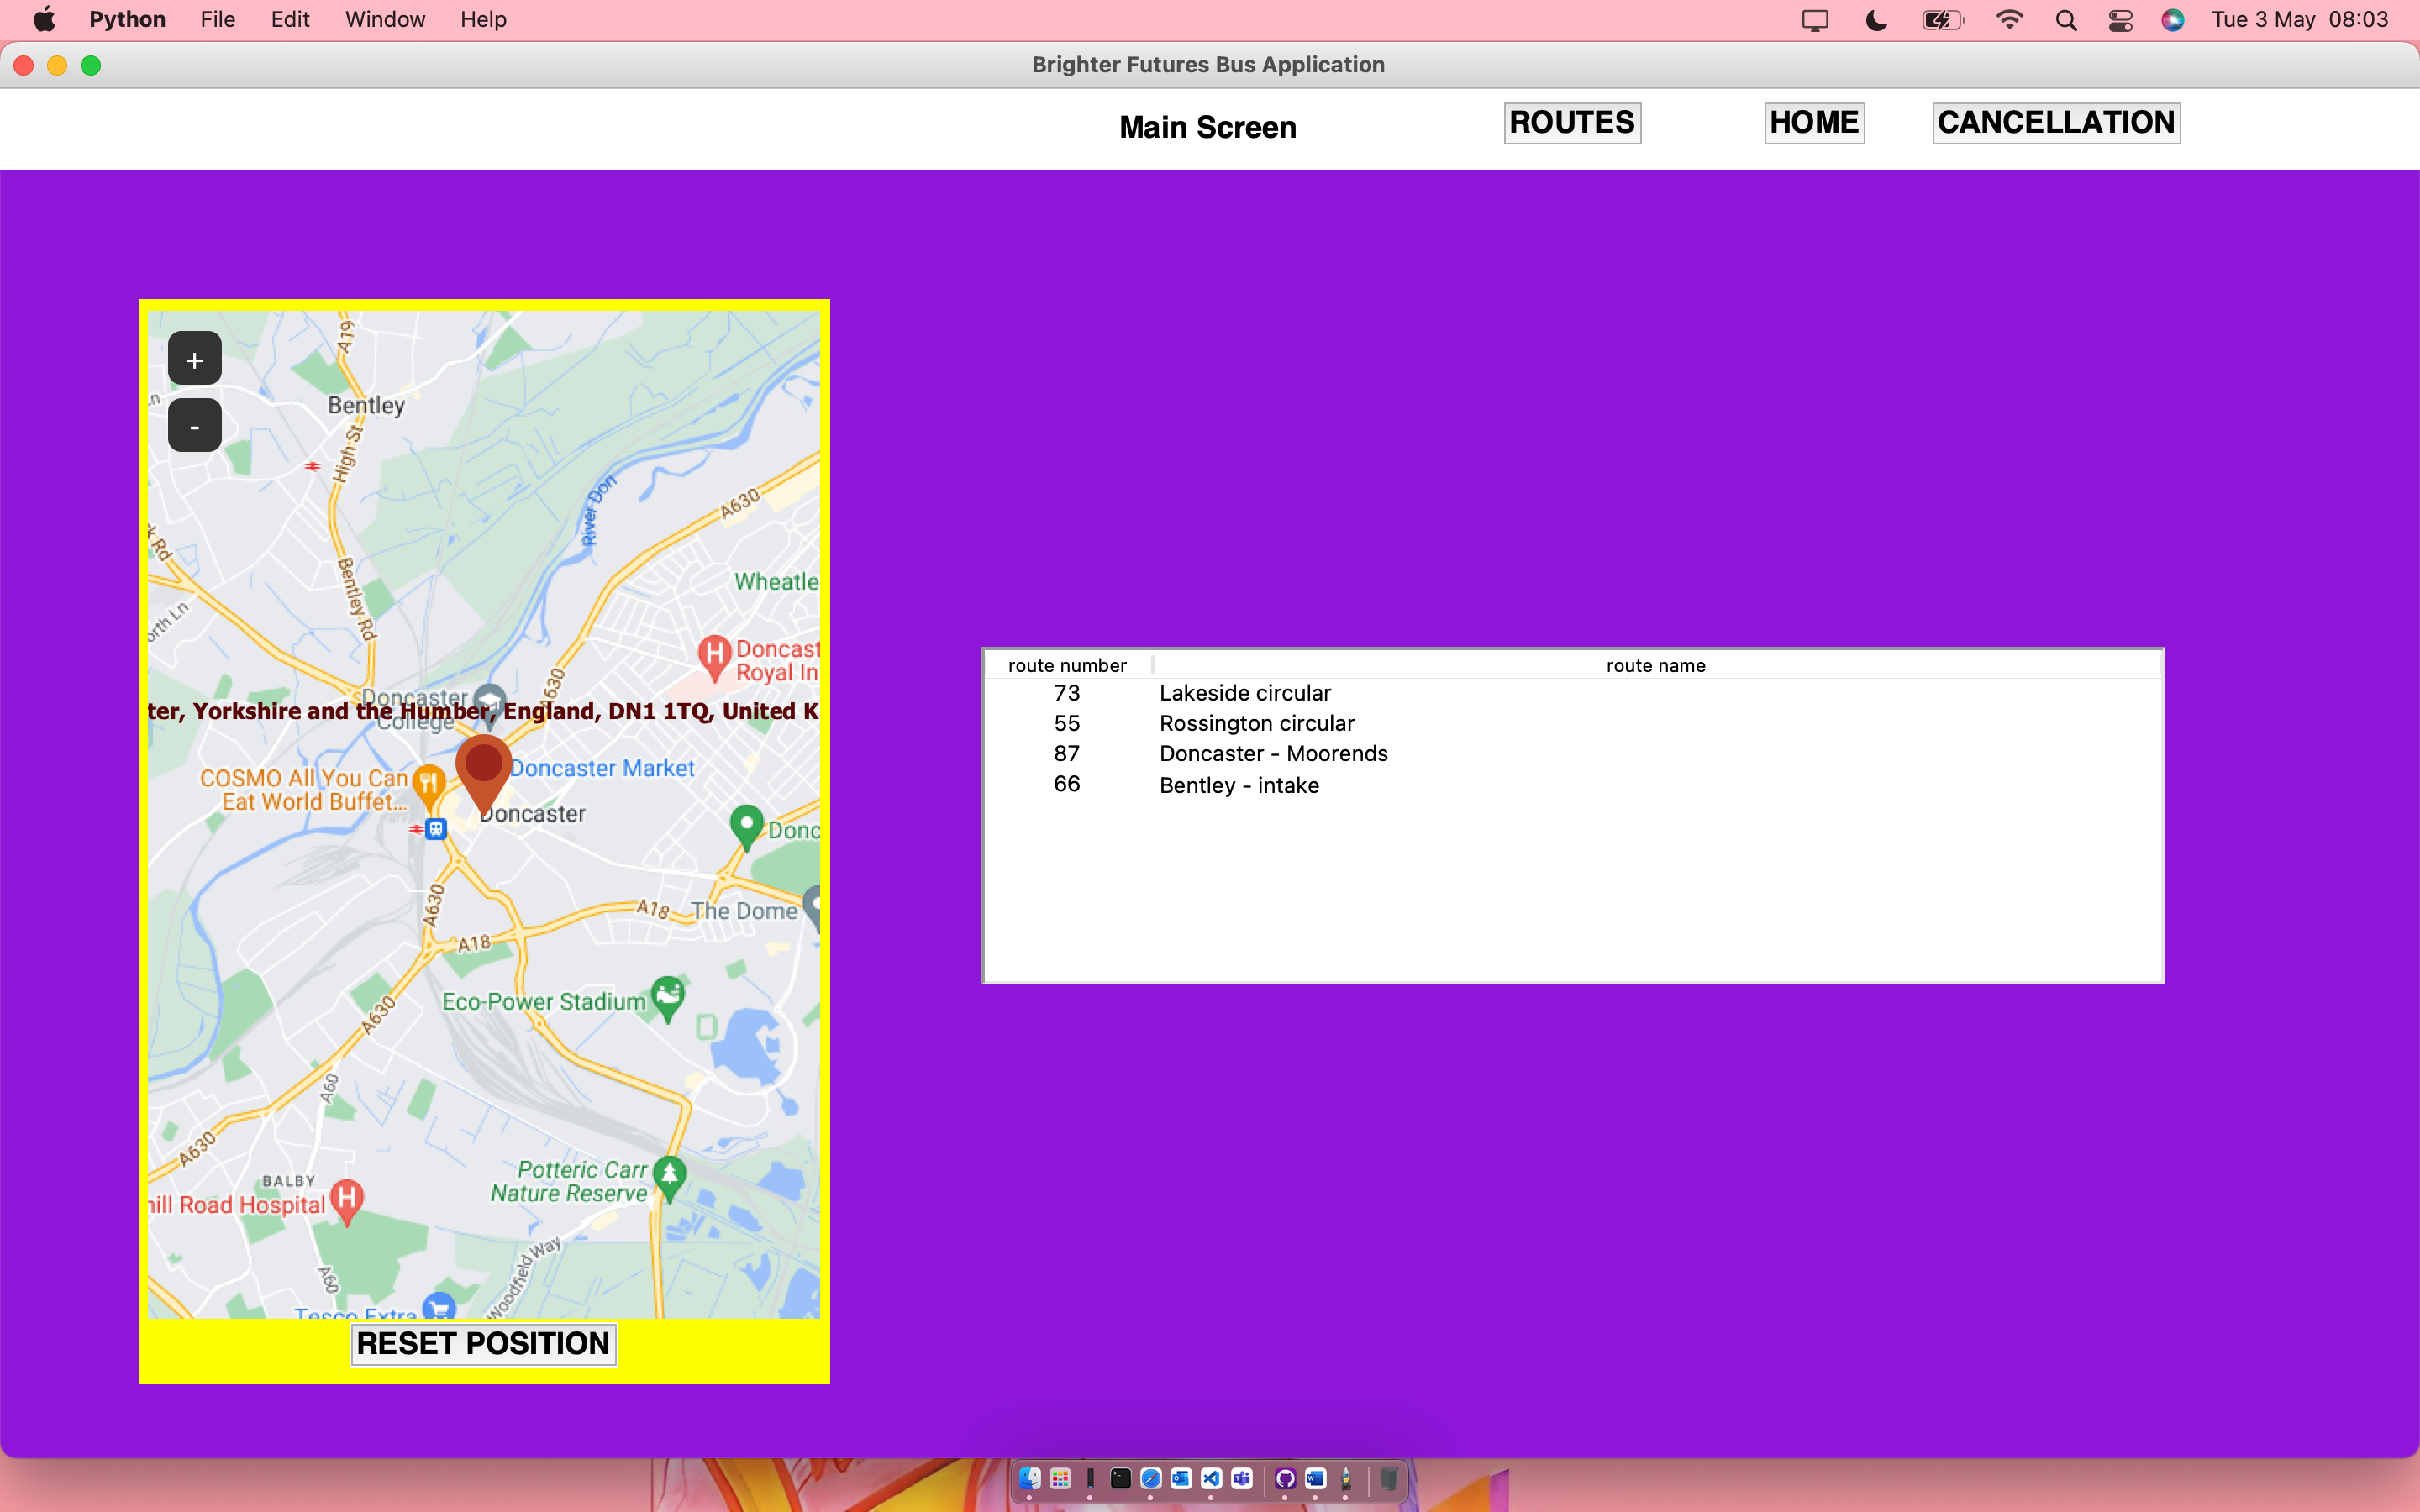 Python File Edit Window Help Tue 3 May 08:03
Brighter Futures Bus Application
Main Screen ROUTES HOME CANCELLATION
+
-
A19
Bentley
High St
River Don
A630
Rd
Bentley Rd
Wheatle
orth Ln
Doncast
Royal In
A630
Doncaster
College
ter, Yorkshire and the Humber, England, DN1 1TQ, United K
Doncaster Market
COSMO All You Can
Eat World Buffet...
Doncaster
Donc
A630
A18
The Dome
A18
Eco-Power Stadium
A630
A60
A630
Potteric Carr
Nature Reserve
BALBY
hill Road Hospital
Woodfield Way
A60
Tesco Extra
RESET POSITION
route number route name
73 Lakeside circular
55 Rossington circular
87 Doncaster - Moorends
66 Bentley - intake